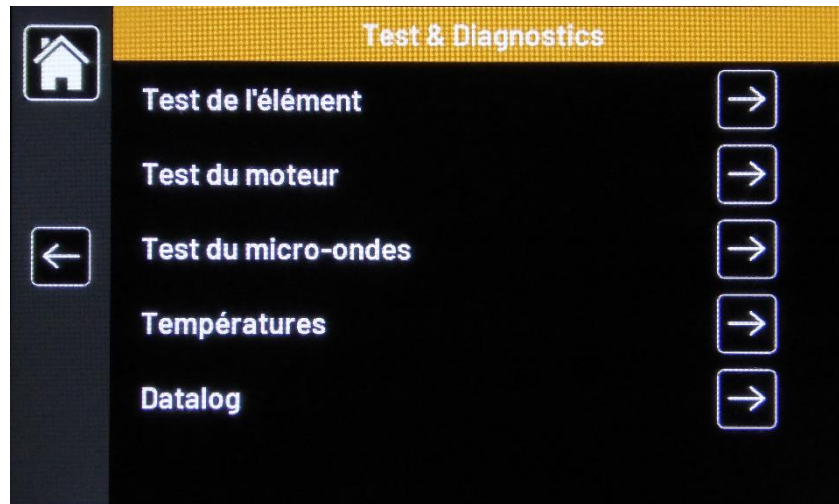 Test & Diagnostics
Test de l'élément
Test du moteur
Test du micro-ondes
Températures
Datalog